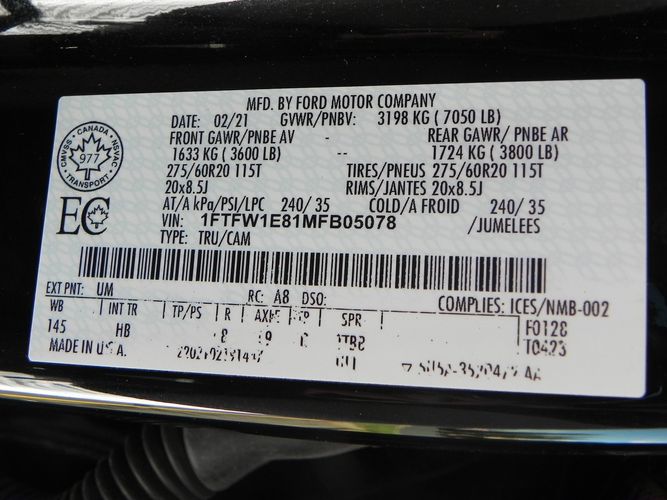 MFD. BY FORD MOTOR COMPANY
DATE: 02/21 GVWR/PNBV: 3198 KG ( 7050 LB)
FRONT GAWR/PNBE AV - REAR GAWR/ PNBE AR
1633 KG ( 3600 LB) -- 1724 KG ( 3800 LB)
275/60R20 115T TIRES/PNEUS 275/60R20 115T
20x8.5J RIMS/JANTES 20x8.5J
AT/A kPa/PSI/LPC 240/ 35 COLD/A FROID 240/ 35
VIN: 1FTFW1E81MFB05078 /JUMELEES
TYPE: TRU/CAM
CMVSS CANADA NSVAC
977
TRANSPORT
EC
EXT PNT: UM RC: A8 DSO: COMPLIES: ICES/NMB-002
WB INT TR TP/PS R AXLE SPR F0128
145 HB 8 T0423
MADE IN U.S.A.